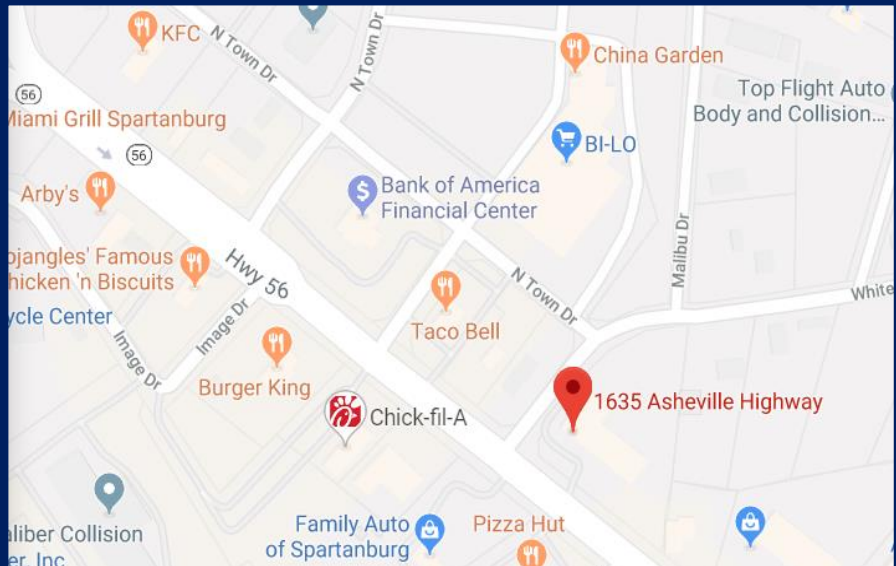 KFC
N Town Dr
N Town Dr
China Garden
56
Top Flight Auto
Body and Collision...
Miami Grill Spartanburg
56
BI-LO
Arby's
$
Bank of America
Financial Center
ojangles' Famous
hicken 'n Biscuits
Hwy 56
N Town Dr
Malibu Dr
White
ycle Center
Image Dr
Image Dr
Taco Bell
Burger King
1635 Asheville Highway
Chick-fil-A
aliber Collision
er, Inc
Family Auto
of Spartanburg
Pizza Hut